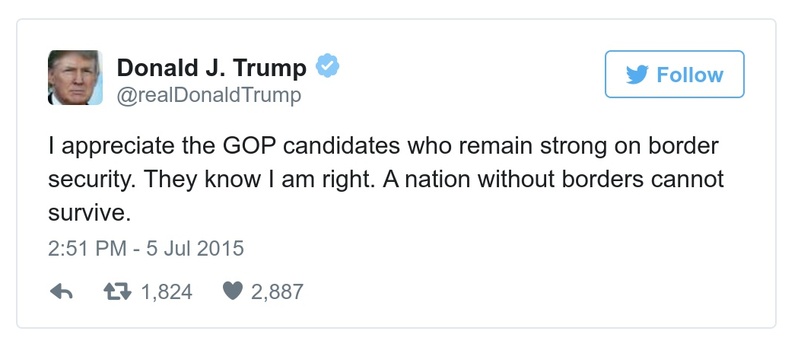 Donald J. Trump
@realDonaldTrump
Follow
I appreciate the GOP candidates who remain strong on border
security. They know I am right. A nation without borders cannot
survive.
2:51 PM - 5 Jul 2015
1,824 2,887